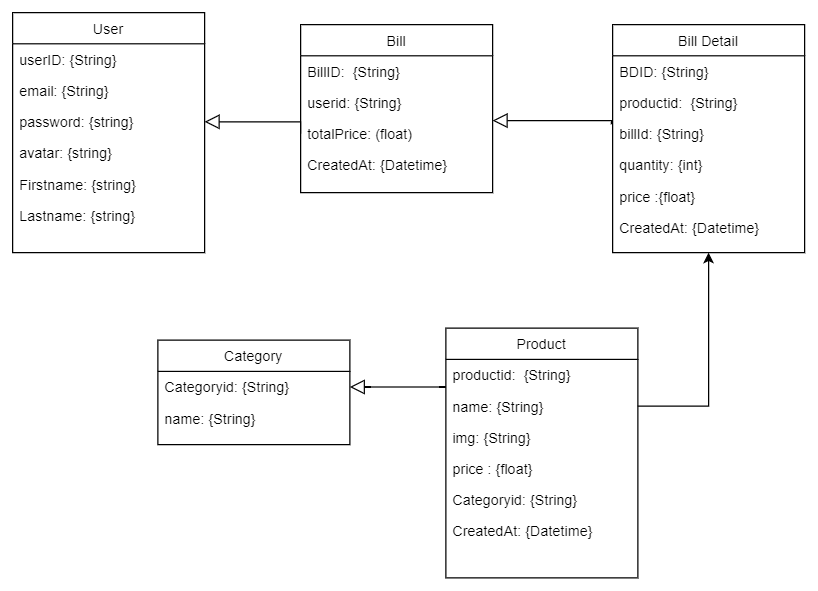 User
userID: {String}
email: {String}
password: {string}
avatar: {string}
Firstname: {string}
Lastname: {string}
Bill
BillID:  {String}
userid: {String}
totalPrice: (float)
CreatedAt: {Datetime}
Bill Detail
BDID: {String}
productid:  {String}
billId: {String}
quantity: {int}
price :{float}
CreatedAt: {Datetime}
Category
Categoryid: {String}
name: {String}
Product
productid:  {String}
name: {String}
img: {String}
price : {float}
Categoryid: {String}
CreatedAt: {Datetime}